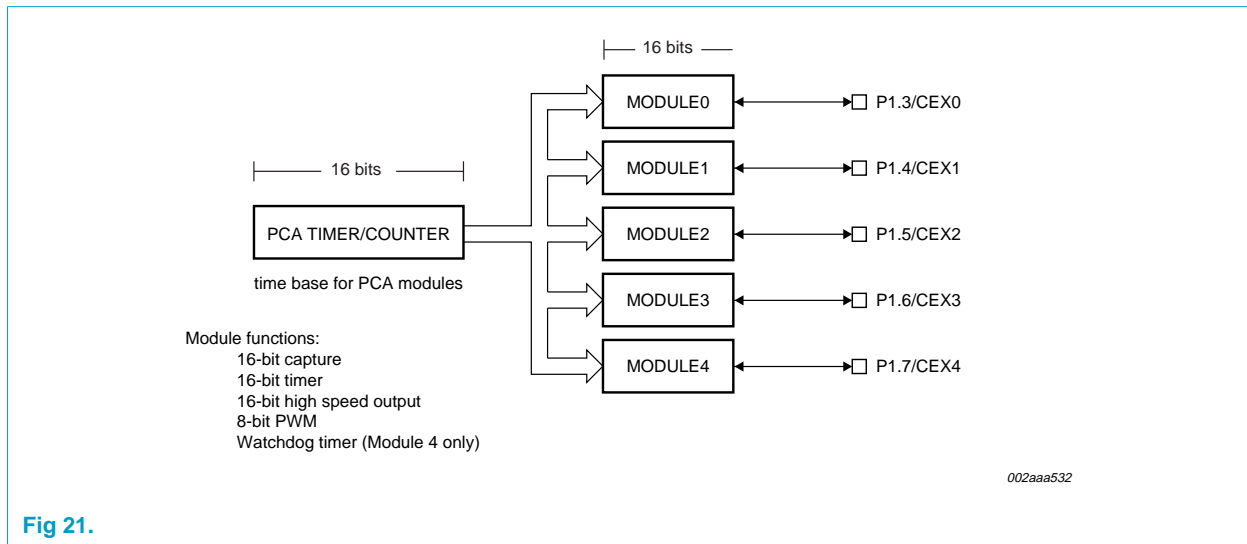 16 bits
MODULE0
P1.3/CEX0
MODULE1
P1.4/CEX1
16 bits
PCA TIMER/COUNTER
MODULE2
P1.5/CEX2
time base for PCA modules
MODULE3
P1.6/CEX3
Module functions:
16-bit capture
16-bit timer
16-bit high speed output
8-bit PWM
Watchdog timer (Module 4 only)
MODULE4
P1.7/CEX4
002aaa532
Fig 21.